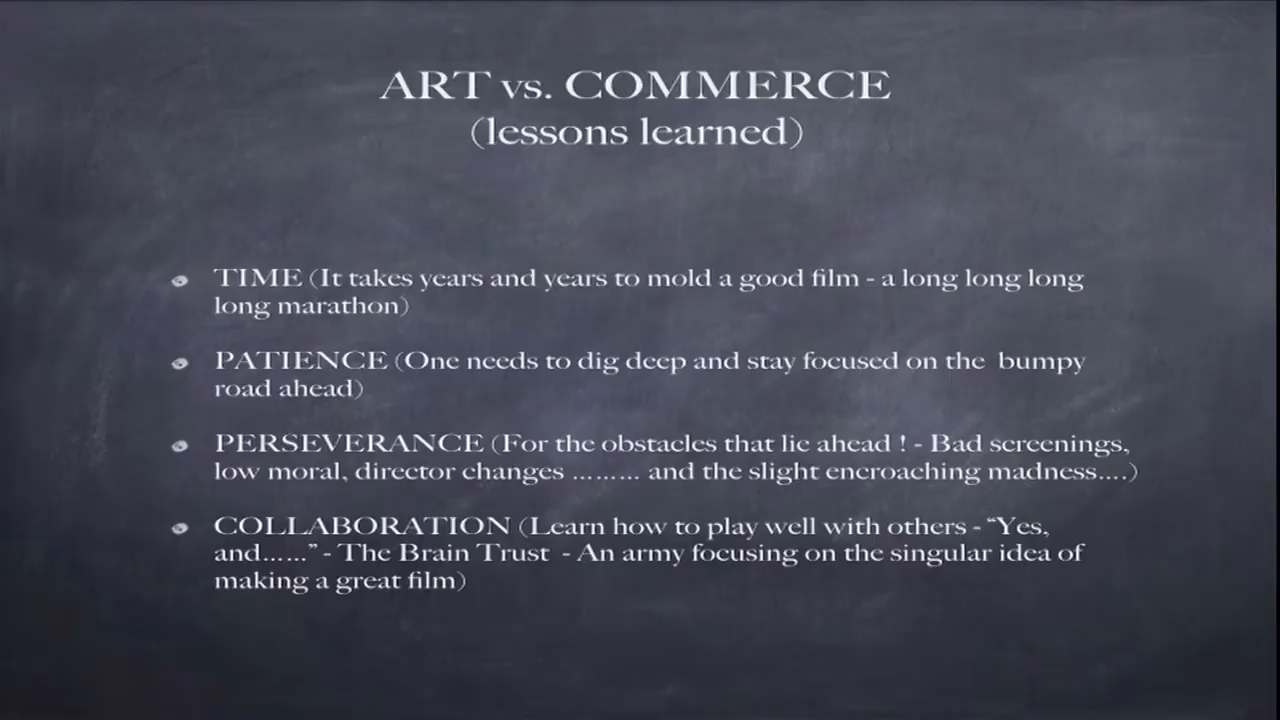 ART vs. COMMERCE
(lessons learned)
TIME (It takes years and years to mold a good film - a long long long
long marathon)
PATIENCE (One needs to dig deep and stay focused on the bumpy
road ahead)
PERSEVERANCE (For the obstacles that lie ahead ! - Bad screenings,
low moral, director changes ……… and the slight encroaching madness….)
COLLABORATION (Learn how to play well with others - “Yes,
and……” - The Brain Trust - An army focusing on the singular idea of
making a great film)